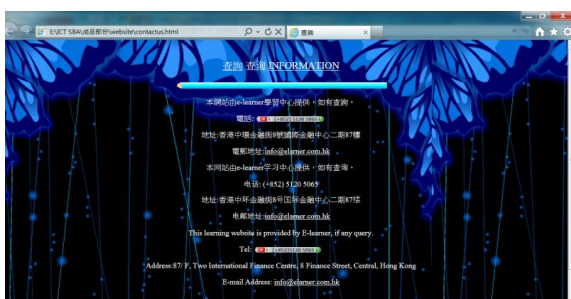 E:\ICT SBA\成品部份\website\contactus.html
查詢
查詢 查询 INFORMATION
本网站由e-learner學習中心提供，如有查詢。
電話: (+852)5120 5065
地址:香港中環金融街8號國際金融中心二期87樓
電郵地址:info@elarner.com.hk
本网站由e-learner学习中心提供，如有查询。
电话: (+852) 5120 5065
地址:香港中环金融街8号国际金融中心二期87楼
电邮地址:info@elarner.com.hk
This learning website is provided by E-learner, if any query.
Tel: (+852)5120 5065
Address:87/ F, Two International Finance Centre, 8 Finance Street, Central, Hong Kong
E-mail Address: info@elarner.com.hk